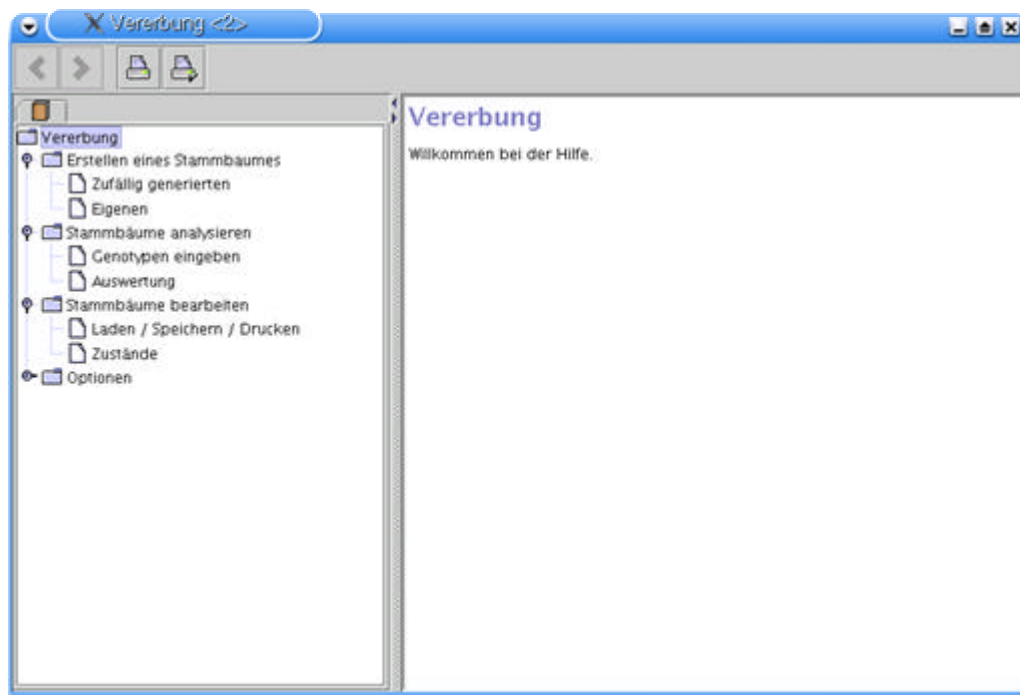 Vererbung <2>
Vererbung
Erstellen eines Stammbaumes
Zufällig generierten
Eigenen
Stammbäume analysieren
Genotypen eingeben
Auswertung
Stammbäume bearbeiten
Laden / Speichern / Drucken
Zustände
Optionen
Vererbung
Willkommen bei der Hilfe.